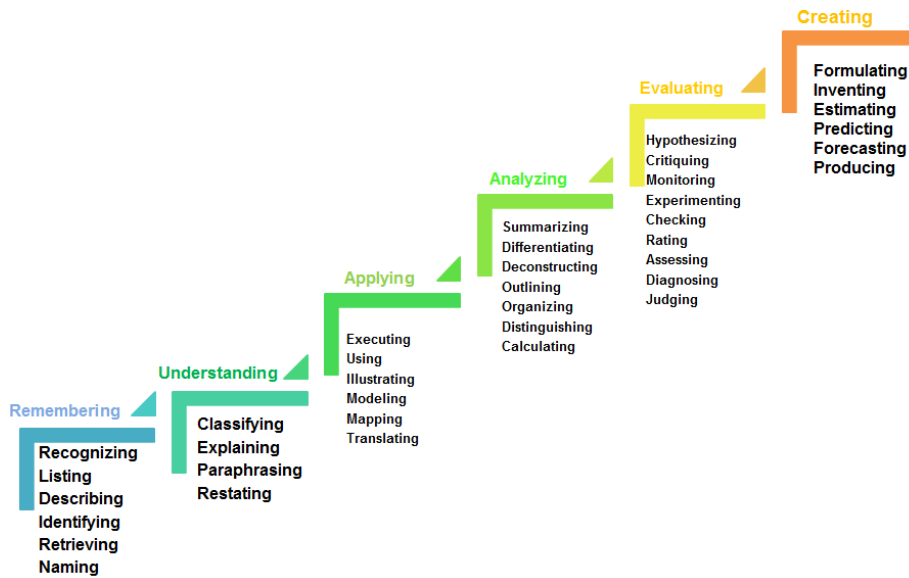 Remembering
Recognizing
Listing
Describing
Identifying
Retrieving
Naming
Understanding
Classifying
Explaining
Paraphrasing
Restating
Applying
Executing
Using
Illustrating
Modeling
Mapping
Translating
Analyzing
Summarizing
Differentiating
Deconstructing
Outlining
Organizing
Distinguishing
Calculating
Evaluating
Hypothesizing
Critiquing
Monitoring
Experimenting
Checking
Rating
Assessing
Diagnosing
Judging
Creating
Formulating
Inventing
Estimating
Predicting
Forecasting
Producing